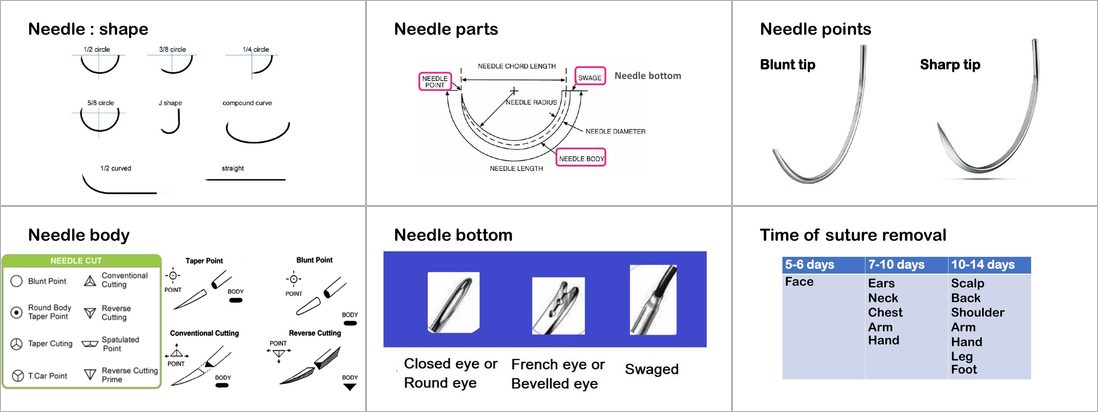 Needle : shape
1/2 circle
3/8 circle
1/4 circle
5/8 circle
J shape
compound curve
1/2 curved
straight
Needle parts
NEEDLE CHORD LENGTH
NEEDLE
POINT
SWAGE
Needle bottom
NEEDLE RADIUS
NEEDLE DIAMETER
NEEDLE BODY
NEEDLE LENGTH
Needle points
Blunt tip
Sharp tip
Needle body
NEEDLE CUT
Blunt Point
Conventional
Cutting
Round Body
Taper Point
Reverse
Cutting
Taper Cutting
Spatulated
Point
T.Car Point
Reverse Cutting
Prime
Taper Point
POINT
BODY
Blunt Point
POINT
BODY
Conventional Cutting
POINT
BODY
Reverse Cutting
POINT
BODY
Needle bottom
Closed eye or
Round eye
French eye or
Bevelled eye
Swaged
Time of suture removal
5-6 days
7-10 days
10-14 days
Face
Ears
Neck
Chest
Arm
Hand
Scalp
Back
Shoulder
Arm
Hand
Leg
Foot